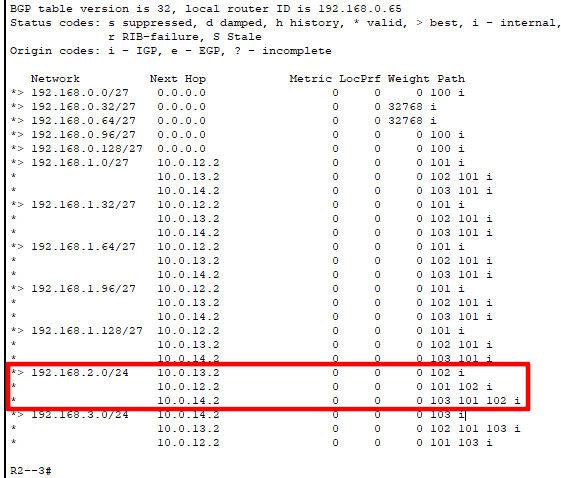 BGP table version is 32, local router ID is 192.168.0.65
Status codes: s suppressed, d damped, h history, * valid, > best, i - internal,
r RIB-failure, S Stale
Origin codes: i - IGP, e - EGP, ? - incomplete
Network Next Hop Metric LocPrf Weight Path
*> 192.168.0.0/27 0.0.0.0 0 0 0 100 i
*> 192.168.0.32/27 0.0.0.0 0 0 32768 i
*> 192.168.0.64/27 0.0.0.0 0 0 32768 i
*> 192.168.0.96/27 0.0.0.0 0 0 0 100 i
*> 192.168.0.128/27 0.0.0.0 0 0 0 100 i
*> 192.168.1.0/27 10.0.12.2 0 0 0 101 i
* 10.0.13.2 0 0 0 102 101 i
* 10.0.14.2 0 0 0 103 101 i
*> 192.168.1.32/27 10.0.12.2 0 0 0 101 i
* 10.0.13.2 0 0 0 102 101 i
* 10.0.14.2 0 0 0 103 101 i
*> 192.168.1.64/27 10.0.12.2 0 0 0 101 i
* 10.0.13.2 0 0 0 102 101 i
* 10.0.14.2 0 0 0 103 101 i
*> 192.168.1.96/27 10.0.12.2 0 0 0 101 i
* 10.0.13.2 0 0 0 102 101 i
* 10.0.14.2 0 0 0 103 101 i
*> 192.168.1.128/27 10.0.12.2 0 0 0 101 i
* 10.0.13.2 0 0 0 102 101 i
* 10.0.14.2 0 0 0 103 101 i
*> 192.168.2.0/24 10.0.13.2 0 0 0 102 i
* 10.0.12.2 0 0 0 101 102 i
* 10.0.14.2 0 0 0 103 101 102 i
*> 192.168.3.0/24 10.0.14.2 0 0 0 103 i
* 10.0.13.2 0 0 0 102 101 103 i
* 10.0.12.2 0 0 0 101 103 i
R2--3#